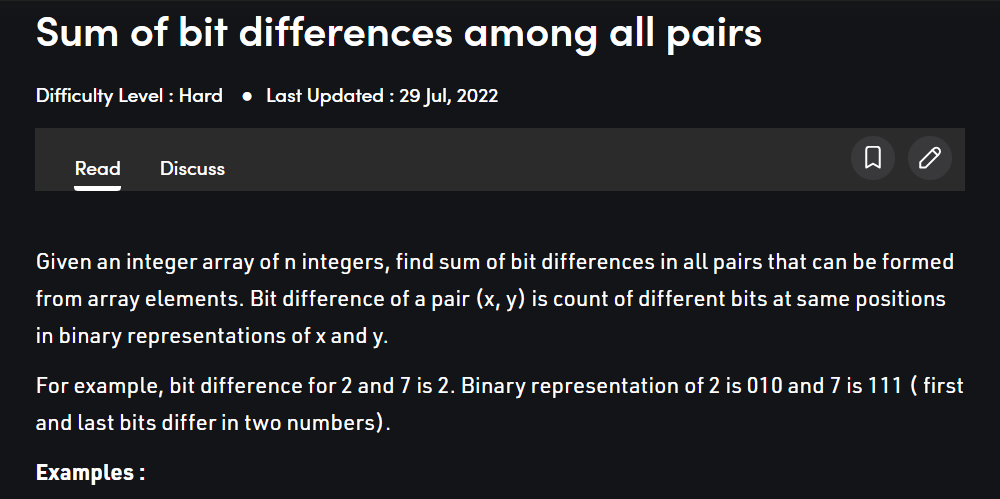 Sum of bit differences among all pairs
Difficulty Level : Hard ● Last Updated : 29 Jul, 2022
Read Discuss
Given an integer array of n integers, find sum of bit differences in all pairs that can be formed
from array elements. Bit difference of a pair (x, y) is count of different bits at same positions
in binary representations of x and y.
For example, bit difference for 2 and 7 is 2. Binary representation of 2 is 010 and 7 is 111 ( first
and last bits differ in two numbers).
Examples :